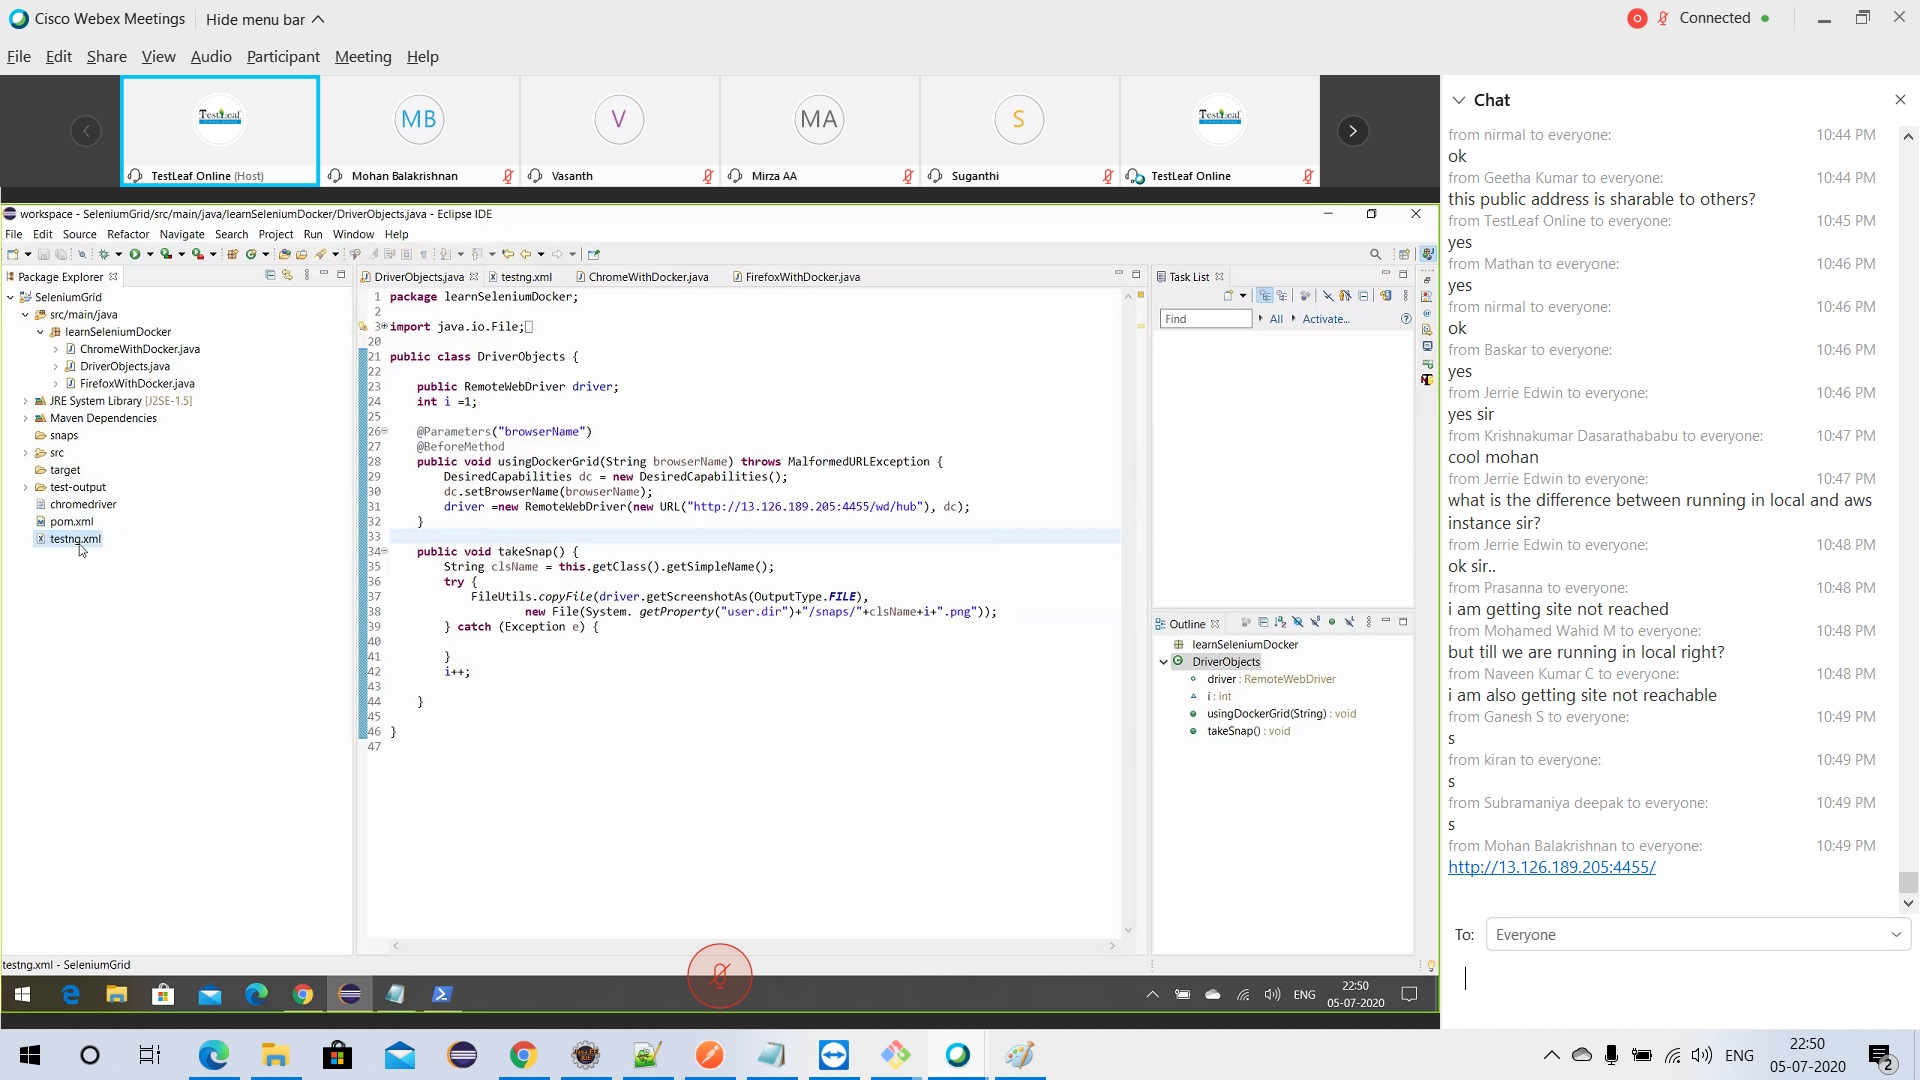 Cisco Webex Meetings Hide menu bar Connected
File Edit Share View Audio Participant Meeting Help
TestLeaf MB V MA S TestLeaf
TestLeaf Online (Host) Mohan Balakrishnan Vasanth Mirza AA Suganthi TestLeaf Online
workspace - SeleniumGrid/src/main/java/learnSeleniumDocker/DriverObjects.java - Eclipse IDE
File Edit Source Refactor Navigate Search Project Run Window Help
Package Explorer
SeleniumGrid
src/main/java
learnSeleniumDocker
ChromeWithDocker.java
DriverObjects.java
FirefoxWithDocker.java
JRE System Library [J2SE-1.5]
Maven Dependencies
snaps
src
target
test-output
chromedriver
pom.xml
testng.xml
DriverObjects.java testng.xml ChromeWithDocker.java FirefoxWithDocker.java
1 package learnSeleniumDocker;
2
3 import java.io.File;
20
21 public class DriverObjects {
22
23 public RemoteWebDriver driver;
24 int i =1;
25
26 @Parameters("browserName")
27 @BeforeMethod
28 public void usingDockerGrid(String browserName) throws MalformedURLException {
29 DesiredCapabilities dc = new DesiredCapabilities();
30 dc.setBrowserName(browserName);
31 driver =new RemoteWebDriver(new URL("http://13.126.189.205:4455/wd/hub"), dc);
32 }
33
34 public void takeSnap() {
35 String clsName = this.getClass().getSimpleName();
36 try {
37 FileUtils.copyFile(driver.getScreenshotAs(OutputType.FILE),
38 new File(System. getProperty("user.dir")+"/snaps/"+clsName+i+".png"));
39 } catch (Exception e) {
40
41 }
42 i++;
43
44 }
45
46 }
47
Task List
Find All Activate...
Outline
learnSeleniumDocker
DriverObjects
driver : RemoteWebDriver
i : int
usingDockerGrid(String) : void
takeSnap() : void
testng.xml - SeleniumGrid
ENG 22:50
05-07-2020
Chat
from nirmal to everyone: 10:44 PM
ok
from Geetha Kumar to everyone: 10:44 PM
this public address is sharable to others?
from TestLeaf Online to everyone: 10:45 PM
yes
from Mathan to everyone: 10:46 PM
yes
from nirmal to everyone: 10:46 PM
ok
from Baskar to everyone: 10:46 PM
yes
from Jerrie Edwin to everyone: 10:46 PM
yes sir
from Krishnakumar Dasarathababu to everyone: 10:47 PM
cool mohan
from Jerrie Edwin to everyone: 10:47 PM
what is the difference between running in local and aws
instance sir?
from Jerrie Edwin to everyone: 10:48 PM
ok sir..
from Prasanna to everyone: 10:48 PM
i am getting site not reached
from Mohamed Wahid M to everyone: 10:48 PM
but till we are running in local right?
from Naveen Kumar C to everyone: 10:48 PM
i am also getting site not reachable
from Ganesh S to everyone: 10:49 PM
s
from kiran to everyone: 10:49 PM
s
from Subramaniya deepak to everyone: 10:49 PM
s
from Mohan Balakrishnan to everyone: 10:49 PM
http://13.126.189.205:4455/
To: Everyone
ENG 22:50
05-07-2020 2